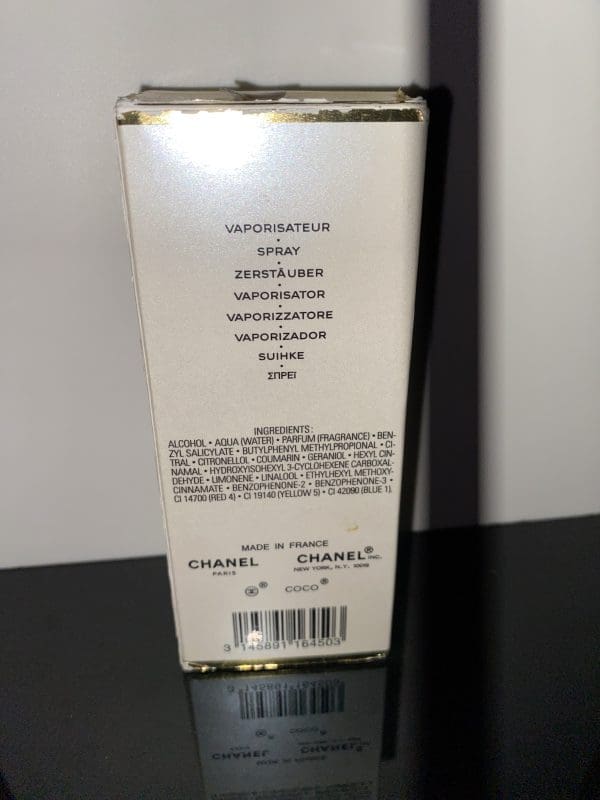 VAPORISATEUR
•
SPRAY
•
ZERSTÄUBER
•
VAPORISATOR
•
VAPORIZZATORE
•
VAPORIZADOR
•
SUIHKE
•
ΣΠΡΕΪ
INGREDIENTS:
ALCOHOL • AQUA (WATER) • PARFUM (FRAGRANCE) • BEN-
ZYL SALICYLATE • BUTYLPHENYL METHYLPROPIONAL • CI-
TRAL • CITRONELLOL • COUMARIN • GERANIOL • HEXYL CIN-
NAMAL • HYDROXYISOHEXYL 3-CYCLOHEXENE CARBOXAL-
DEHYDE • LIMONENE • LINALOOL • ETHYLHEXYL METHOXY-
CINNAMATE • BENZOPHENONE-2 • BENZOPHENONE-3 •
CI 14700 (RED 4) • CI 19140 (YELLOW 5) • CI 42090 (BLUE 1).
MADE IN FRANCE
CHANEL CHANEL® INC.
PARIS NEW YORK, N.Y. 10019
® COCO®
3 145891 164503